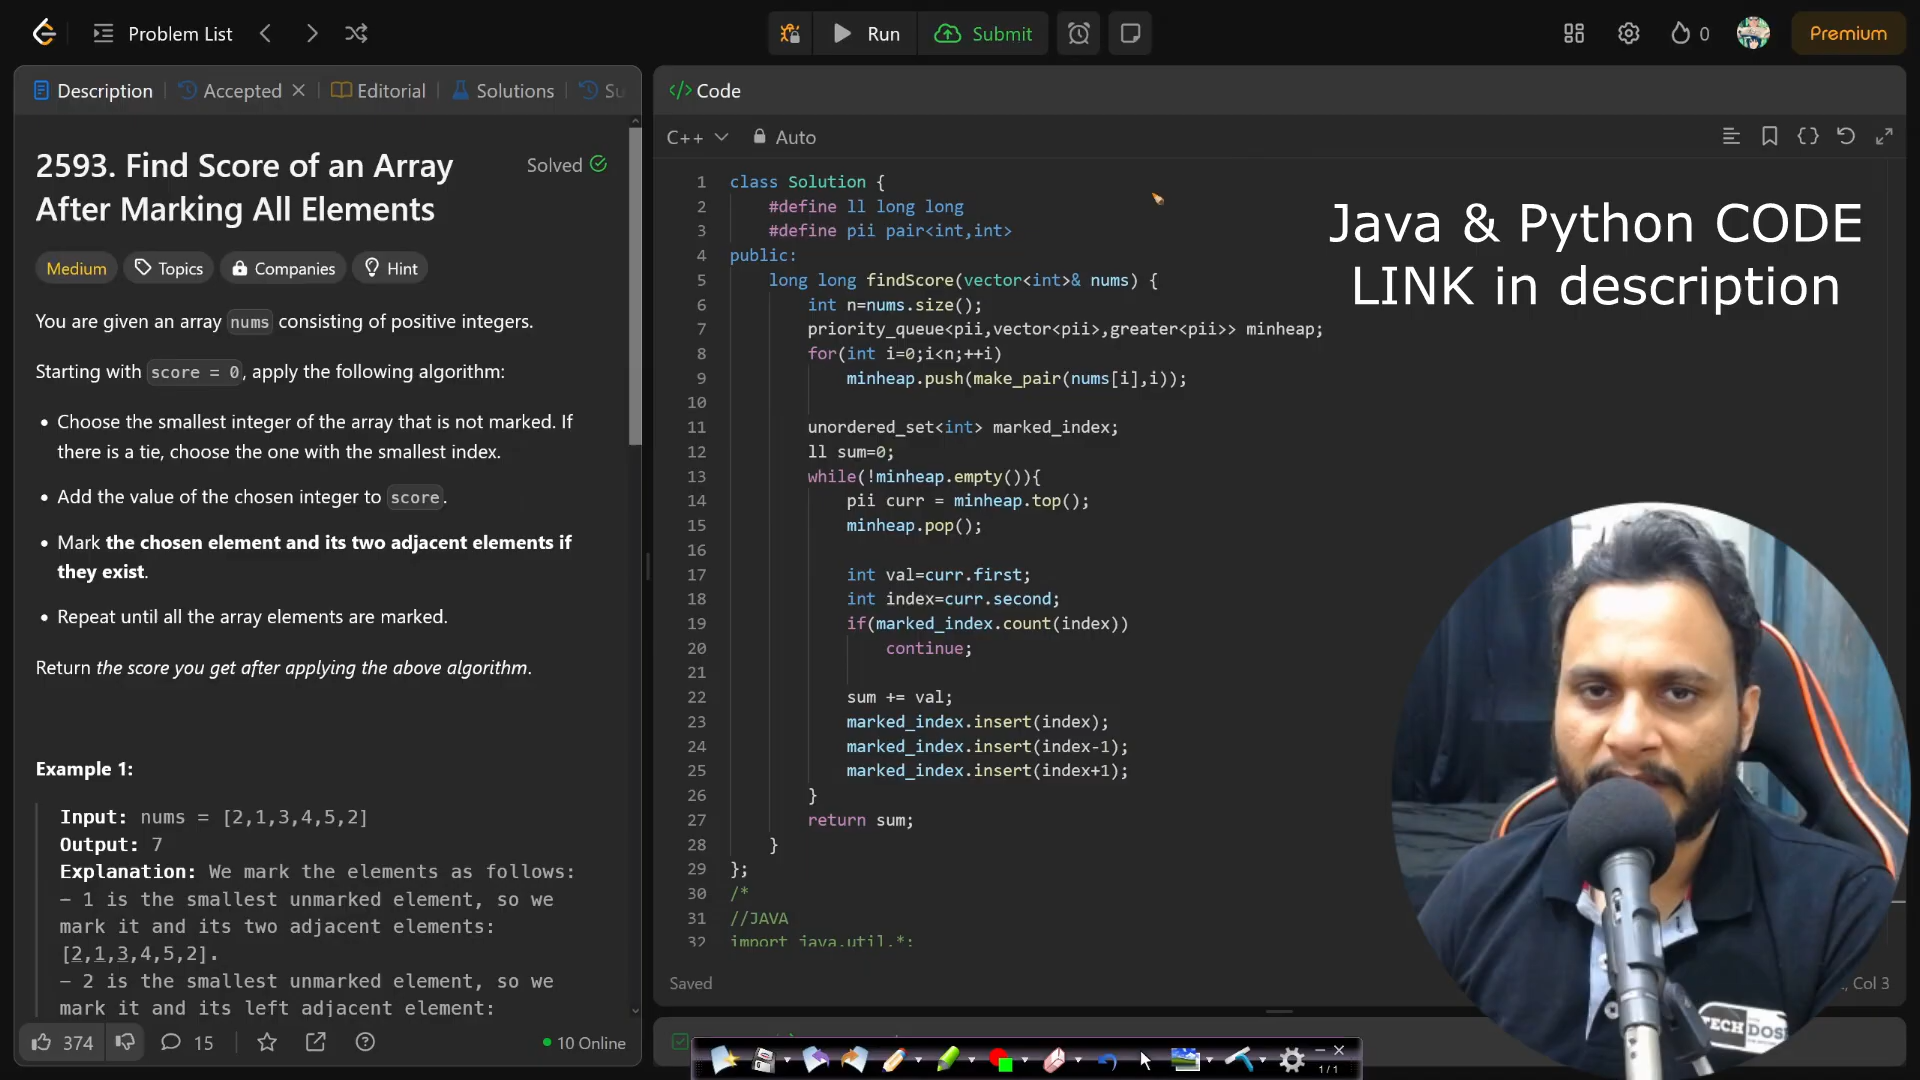 Problem List
Run
Submit
0
Premium
Description
Accepted
Editorial
Solutions
Su
2593. Find Score of an Array
After Marking All Elements
Solved
Medium
Topics
Companies
Hint
You are given an array nums consisting of positive integers.
Starting with score = 0, apply the following algorithm:
• Choose the smallest integer of the array that is not marked. If
there is a tie, choose the one with the smallest index.
• Add the value of the chosen integer to score.
• Mark the chosen element and its two adjacent elements if
they exist.
• Repeat until all the array elements are marked.
Return the score you get after applying the above algorithm.
Example 1:
Input: nums = [2,1,3,4,5,2]
Output: 7
Explanation: We mark the elements as follows:
- 1 is the smallest unmarked element, so we
mark it and its two adjacent elements:
[2,1,3,4,5,2].
- 2 is the smallest unmarked element, so we
mark it and its left adjacent element:
374
15
10 Online
</> Code
C++
Auto
1 class Solution {
2 #define ll long long
3 #define pii pair<int,int>
4 public:
5 long long findScore(vector<int>& nums) {
6 int n=nums.size();
7 priority_queue<pii,vector<pii>,greater<pii>> minheap;
8 for(int i=0;i<n;++i)
9 minheap.push(make_pair(nums[i],i));
10
11 unordered_set<int> marked_index;
12 ll sum=0;
13 while(!minheap.empty()){
14 pii curr = minheap.top();
15 minheap.pop();
16
17 int val=curr.first;
18 int index=curr.second;
19 if(marked_index.count(index))
20 continue;
21
22 sum += val;
23 marked_index.insert(index);
24 marked_index.insert(index-1);
25 marked_index.insert(index+1);
26 }
27 return sum;
28 }
29 };
30 /*
31 //JAVA
32 import java.util.*;
Saved
, Col 3
Java & Python CODE
LINK in description
TECH DOSE
1/1